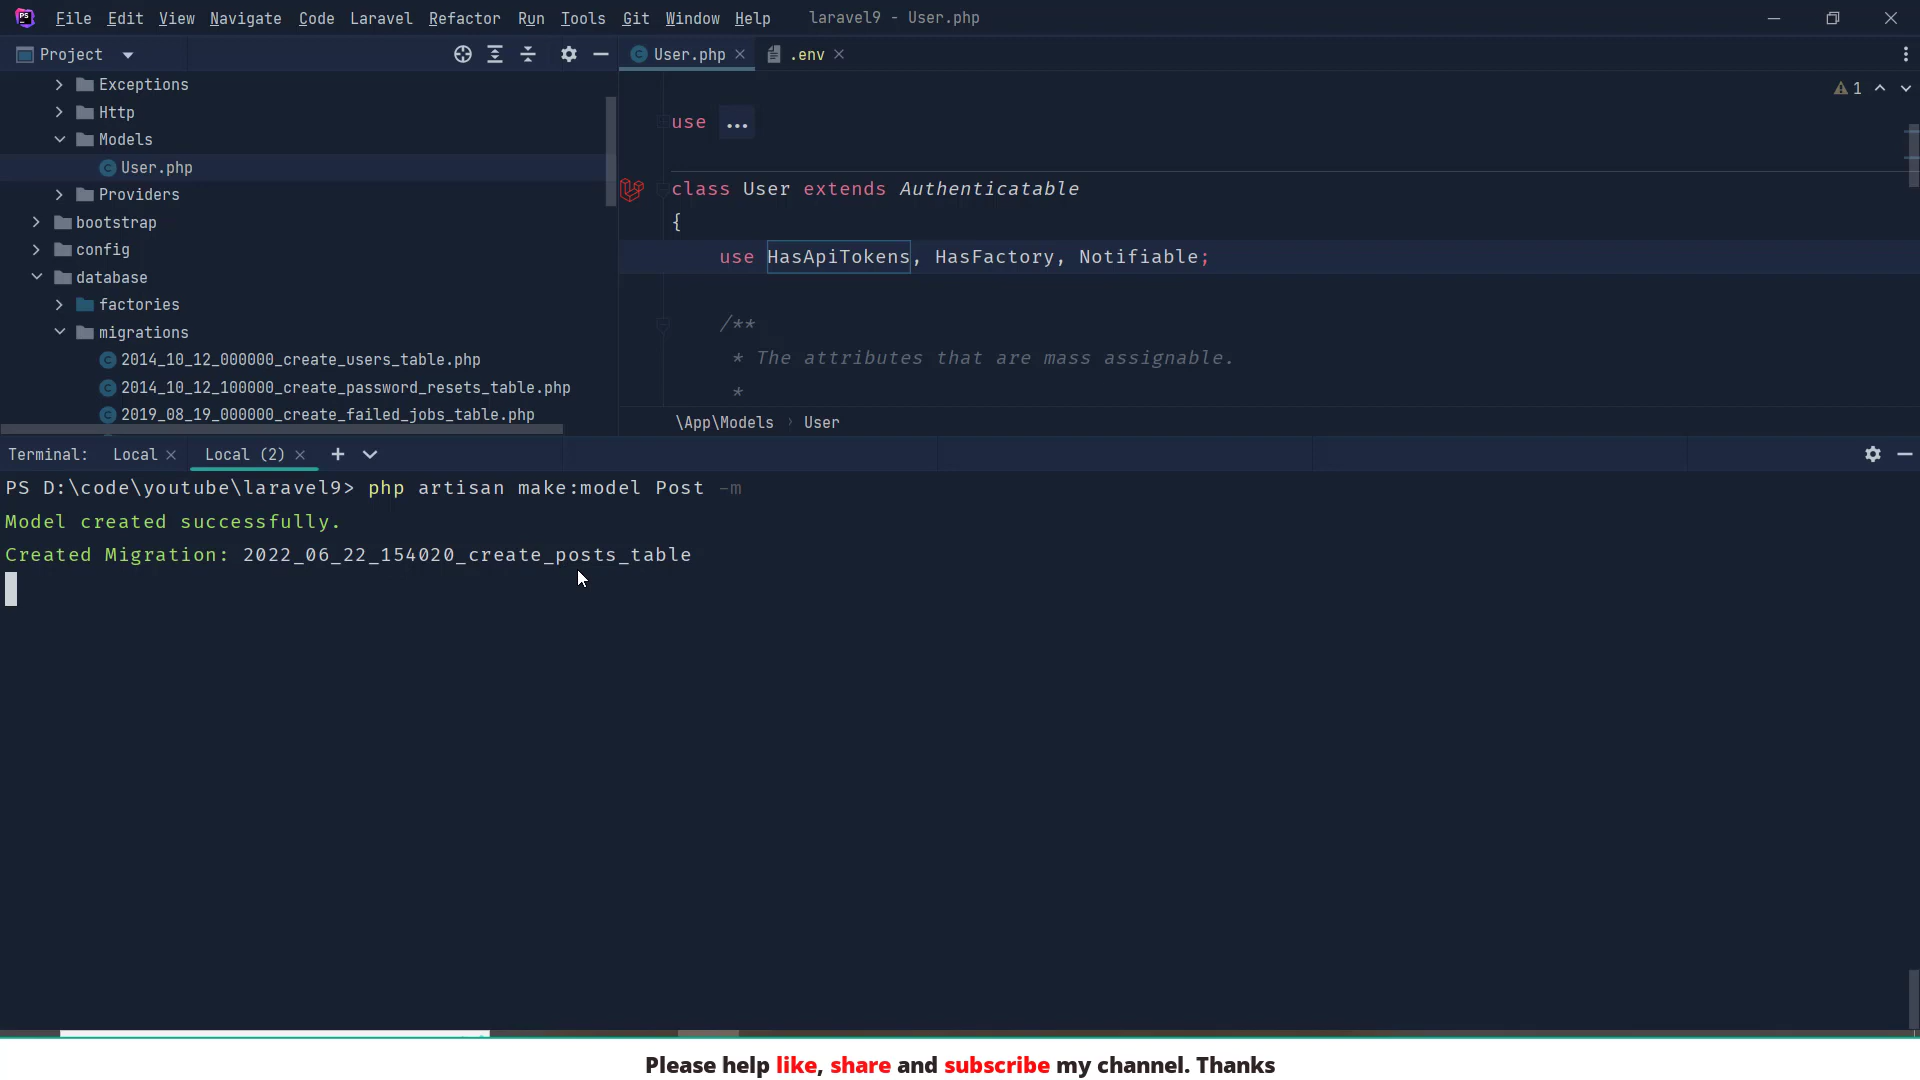 PS File Edit View Navigate Code Laravel Refactor Run Tools Git Window Help laravel9 - User.php
Project
User.php .env
Exceptions
Http
Models
User.php
Providers
bootstrap
config
database
factories
migrations
2014_10_12_000000_create_users_table.php
2014_10_12_100000_create_password_resets_table.php
2019_08_19_000000_create_failed_jobs_table.php
1
use ...
class User extends Authenticatable
{
use HasApiTokens, HasFactory, Notifiable;
/**
* The attributes that are mass assignable.
*
\App\Models › User
Terminal: Local Local (2)
PS D:\code\youtube\laravel9> php artisan make:model Post -m
Model created successfully.
Created Migration: 2022_06_22_154020_create_posts_table
Please help like, share and subscribe my channel. Thanks